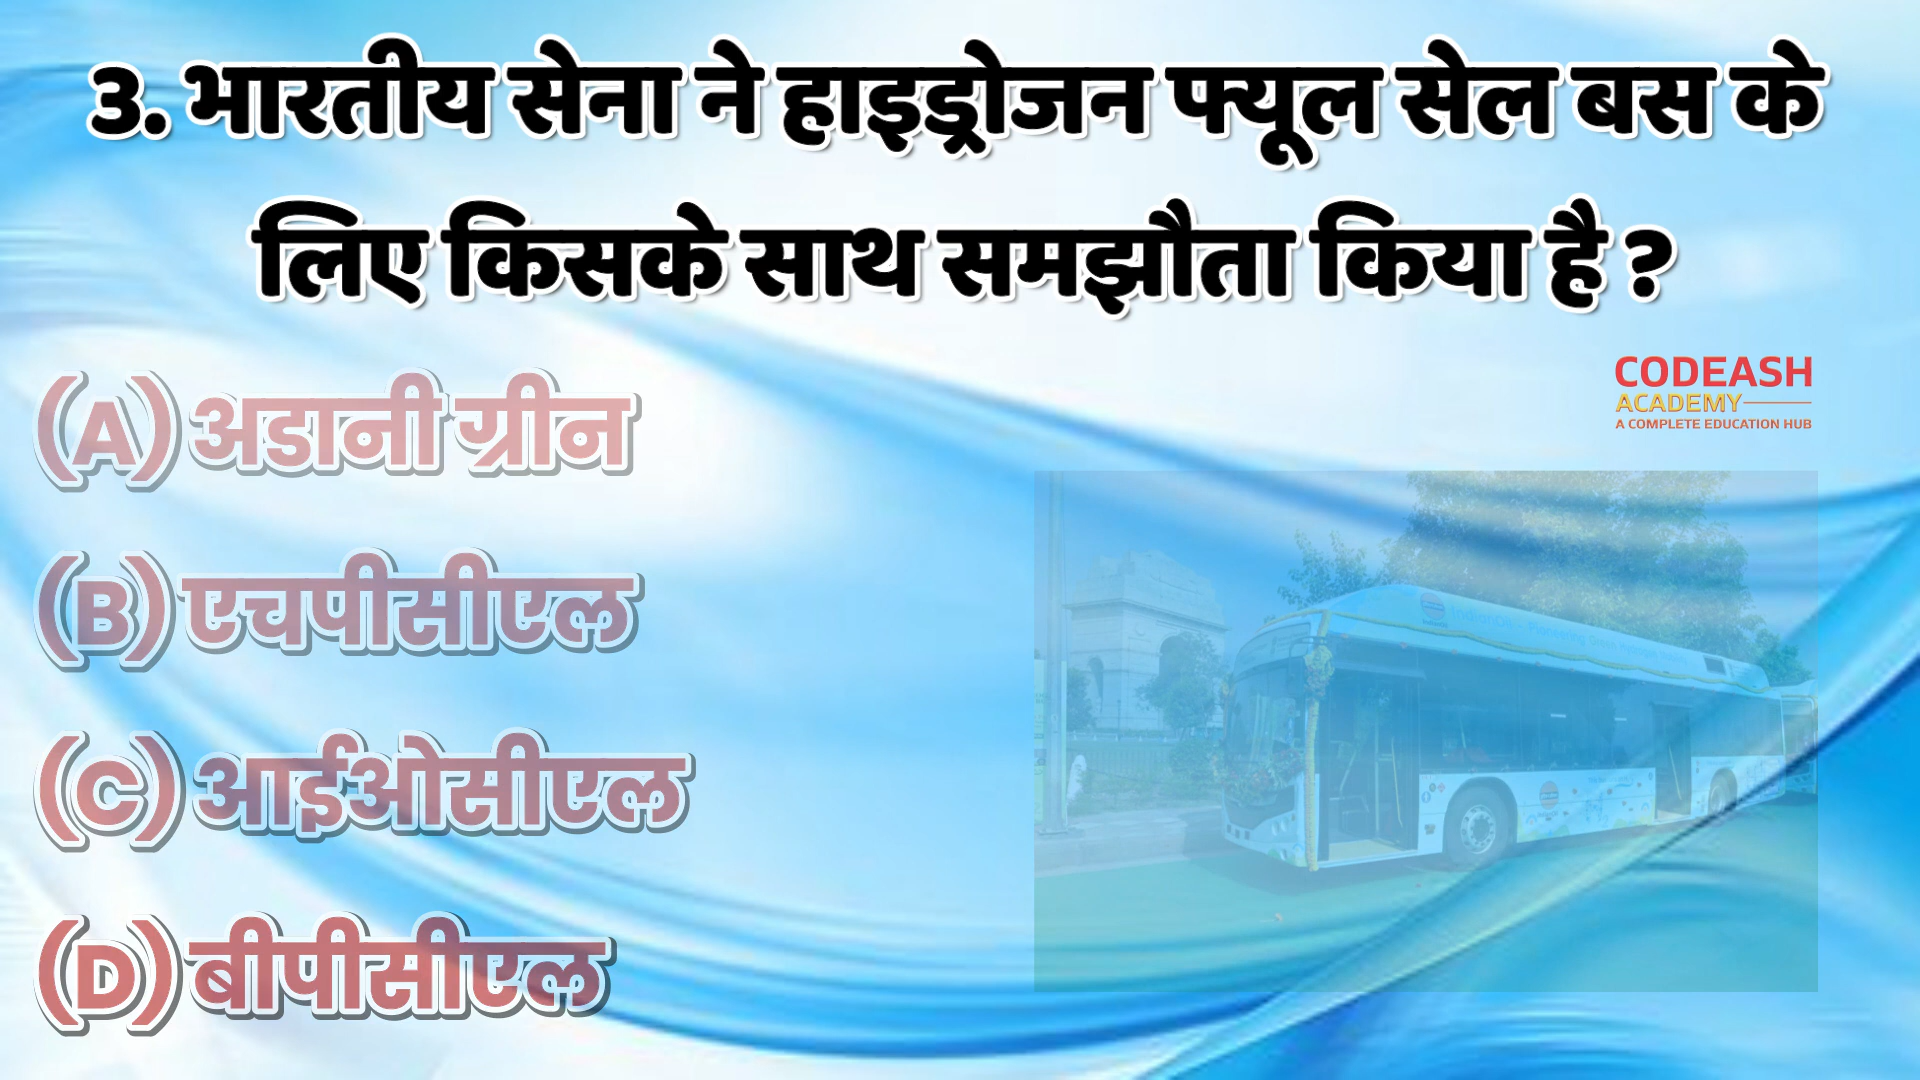 3. भारतीय सेना ने हाइड्रोजन फ्यूल सेल बस के
लिए किसके साथ समझौता किया है ?
CODEASH
ACADEMY
A COMPLETE EDUCATION HUB
(A) अडानी ग्रीन
(B) एचपीसीएल
(C) आईओसीएल
(D) बीपीसीएल